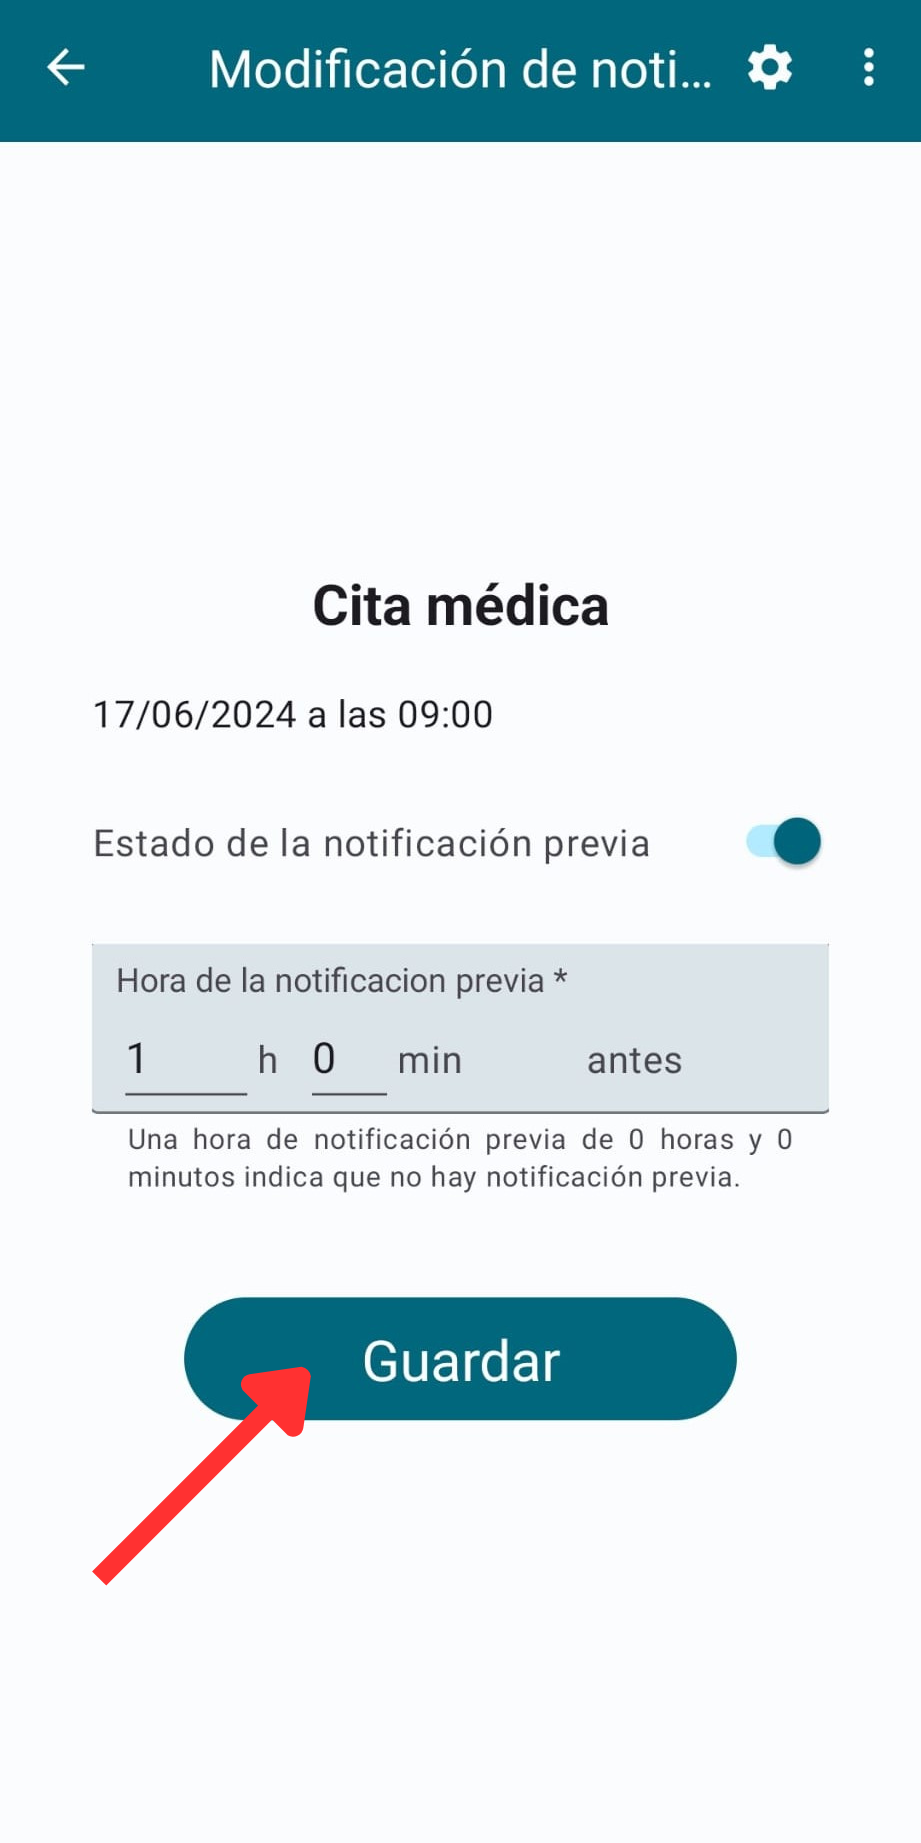 Modificación de noti...
Cita médica
17/06/2024 a las 09:00
Estado de la notificación previa
Hora de la notificacion previa *
1 h 0 min antes
Una hora de notificación previa de 0 horas y 0
minutos indica que no hay notificación previa.
Guardar